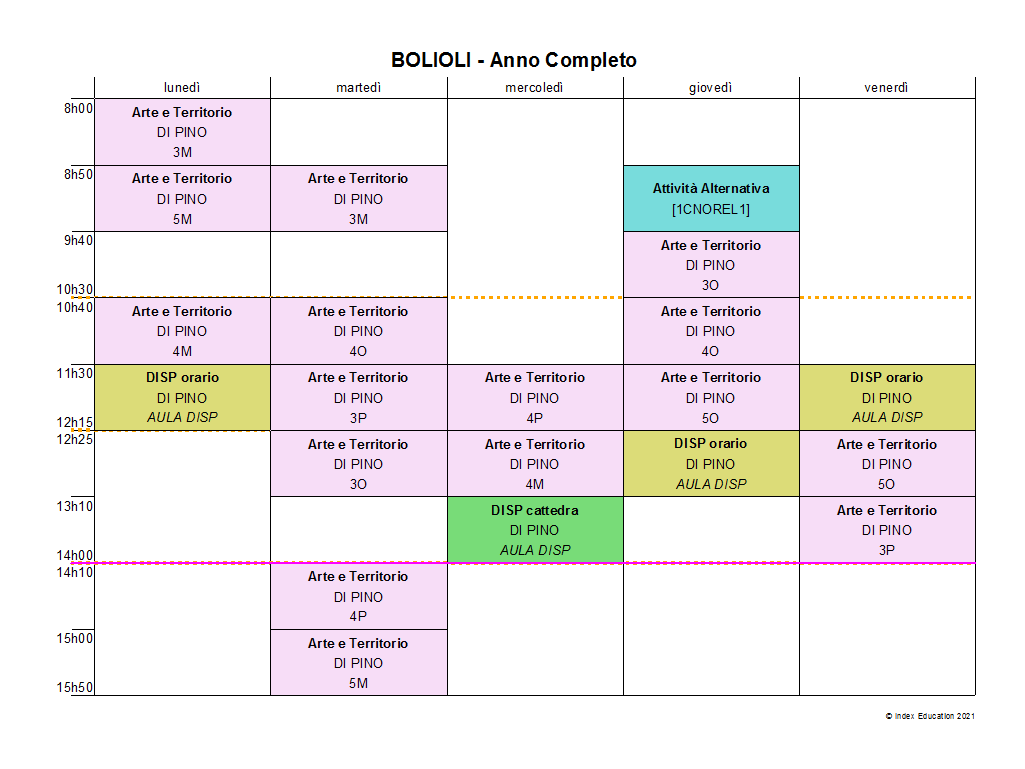 BOLIOLI - Anno Completo
lunedì martedì mercoledì giovedì venerdì
8h00
Arte e Territorio
DI PINO
3M
8h50
Arte e Territorio Arte e Territorio Attività Alternativa
DI PINO DI PINO [1CNOREL1]
5M 3M
9h40
Arte e Territorio
DI PINO
3O
10h30
10h40
Arte e Territorio Arte e Territorio Arte e Territorio
DI PINO DI PINO DI PINO
4M 4O 4O
11h30
DISP orario Arte e Territorio Arte e Territorio Arte e Territorio DISP orario
DI PINO DI PINO DI PINO DI PINO DI PINO
AULA DISP 3P 4P 5O AULA DISP
12h15
12h25
Arte e Territorio Arte e Territorio DISP orario Arte e Territorio
DI PINO DI PINO DI PINO DI PINO
3O 4M AULA DISP 5O
13h10
DISP cattedra Arte e Territorio
DI PINO DI PINO
AULA DISP 3P
14h00
14h10
Arte e Territorio
DI PINO
4P
15h00
Arte e Territorio
DI PINO
5M
15h50
© Index Education 2021